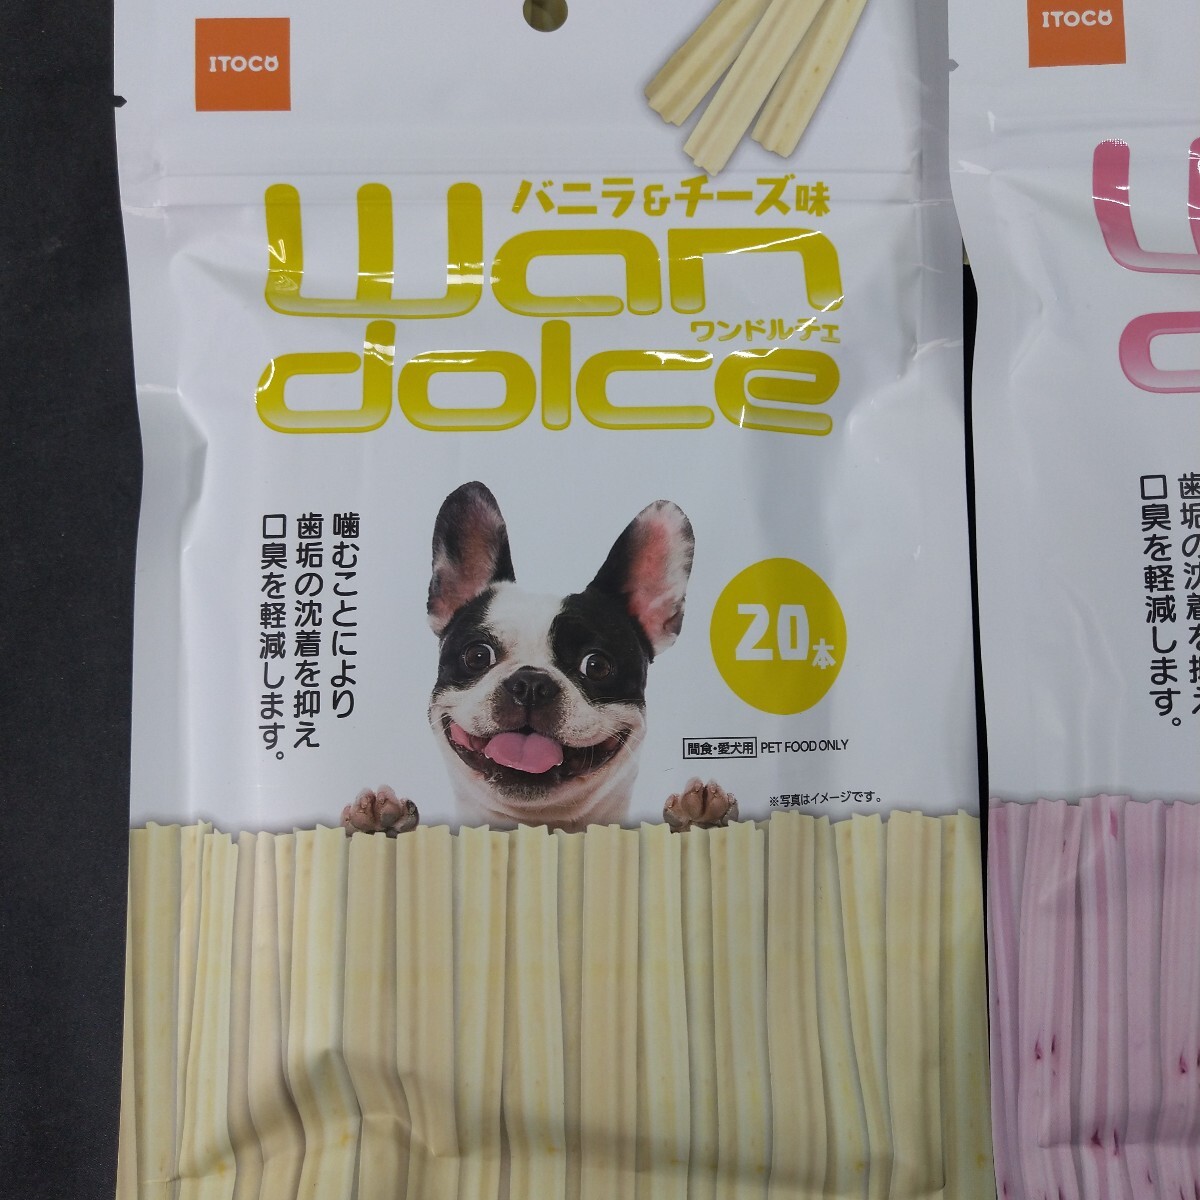 ITOCO
バニラ&チーズ味
wan
ワンドルチェ
dolce
噛むことにより
歯垢の沈着を抑え
口臭を軽減します。
20本
間食・愛犬用 PET FOOD ONLY
※写真はイメージです。
ITOCO
歯垢の沈着を抑え
口臭を軽減します。